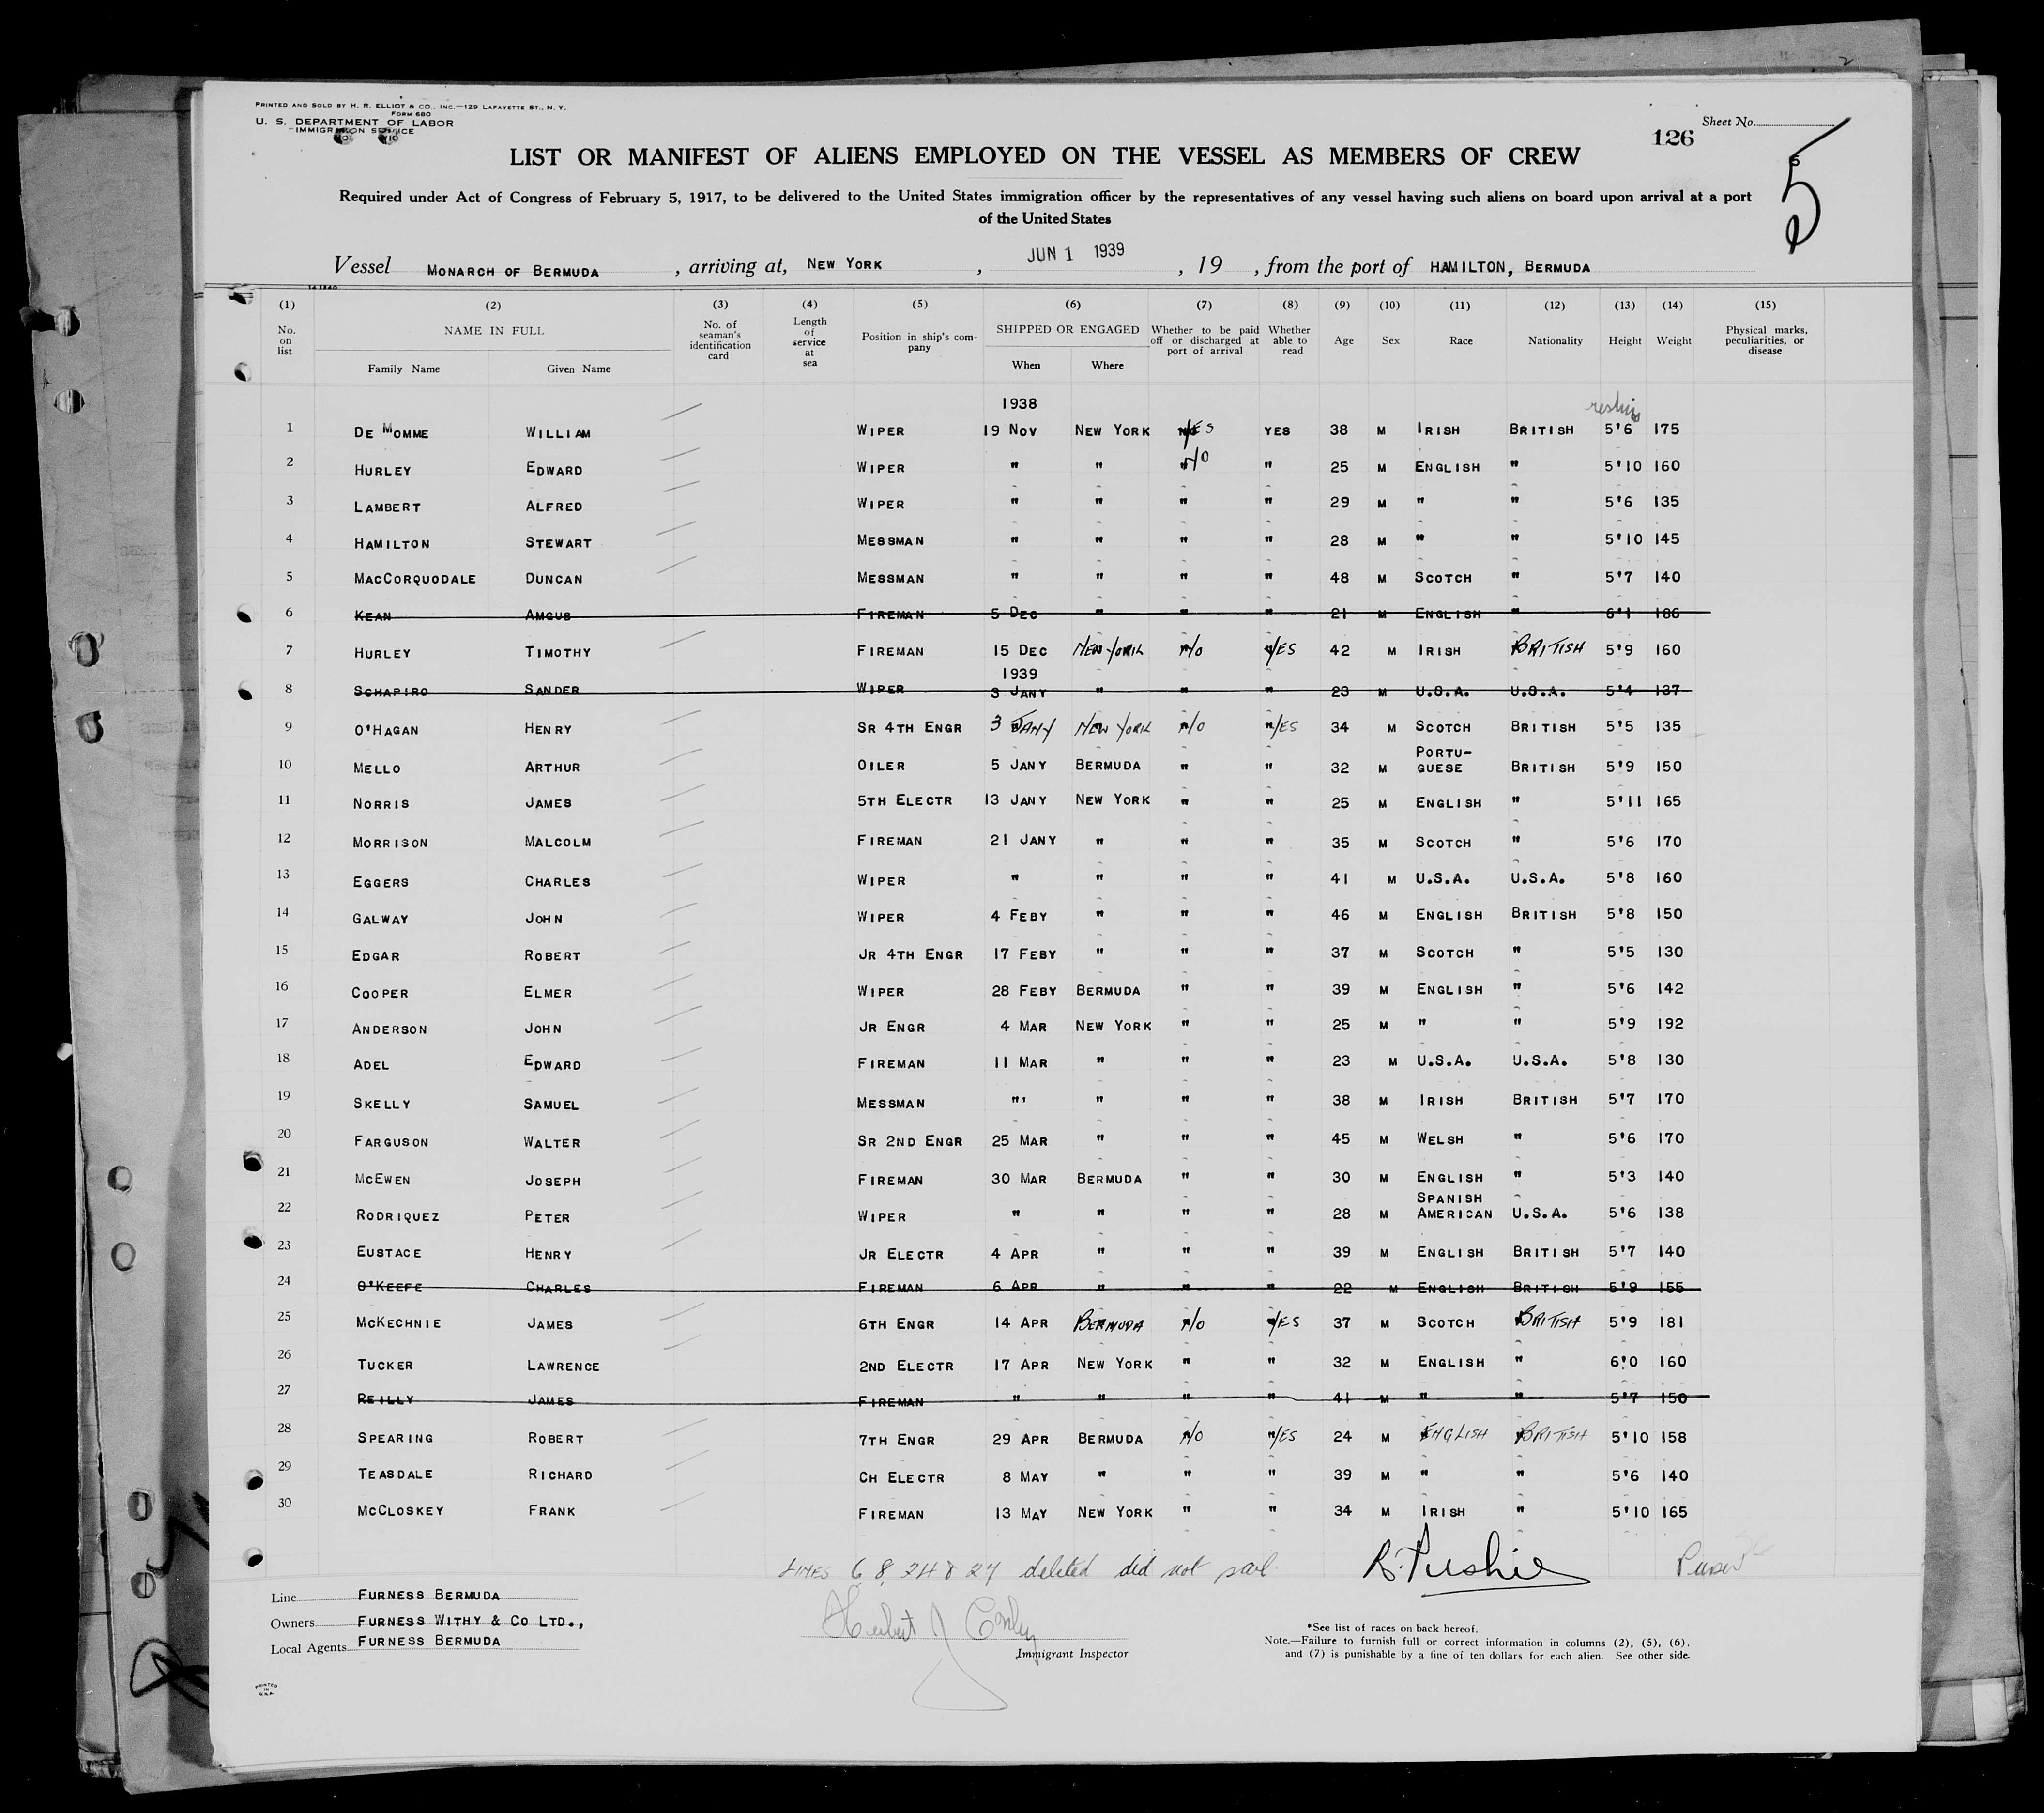 PRINTED AND SOLD BY H. R. ELLIOT & CO., INC.—129 LAFAYETTE ST., N. Y.
FORM 680
U. S. DEPARTMENT OF LABOR
IMMIGRATION SERVICE
Sheet No.
126
5
LIST OR MANIFEST OF ALIENS EMPLOYED ON THE VESSEL AS MEMBERS OF CREW
Required under Act of Congress of February 5, 1917, to be delivered to the United States immigration officer by the representatives of any vessel having such aliens on board upon arrival at a port
of the United States
Vessel MONARCH OF BERMUDA, arriving at, NEW YORK, JUN 1 1939, 19 , from the port of HAMILTON, BERMUDA
(1) (2) (3) (4) (5) (6) (7) (8) (9) (10) (11) (12) (13) (14) (15)
No. on list NAME IN FULL No. of seaman's identification card Length of service at sea Position in ship's company SHIPPED OR ENGAGED Whether to be paid off or discharged at port of arrival Whether able to read Age Sex Race Nationality Height Weight Physical marks, peculiarities, or disease
Family Name Given Name When Where
1938
1 DE MOMME WILLIAM WIPER 19 NOV NEW YORK YES YES 38 M IRISH BRITISH 5'6 175
2 HURLEY EDWARD WIPER " " NO " 25 M ENGLISH " 5'10 160
3 LAMBERT ALFRED WIPER " " " " 29 M " " 5'6 135
4 HAMILTON STEWART MESSMAN " " " " 28 M " " 5'10 145
5 MACCORQUODALE DUNCAN MESSMAN " " " " 48 M SCOTCH " 5'7 140
6 KEAN AMGUS FIREMAN 5 DEC " " " 21 M ENGLISH " 6'1 186
7 HURLEY TIMOTHY FIREMAN 15 DEC NEW YORK NO YES 42 M IRISH BRITISH 5'9 160
1939
8 SCHAPIRO SANDER WIPER 3 JANY " " " 23 M U.S.A. U.S.A. 5'4 137
9 O'HAGAN HENRY SR 4TH ENGR 3 JANY NEW YORK NO YES 34 M SCOTCH BRITISH 5'5 135
10 MELLO ARTHUR OILER 5 JANY BERMUDA " " 32 M PORTU-GUESE BRITISH 5'9 150
11 NORRIS JAMES 5TH ELECTR 13 JANY NEW YORK " " 25 M ENGLISH " 5'11 165
12 MORRISON MALCOLM FIREMAN 21 JANY " " " 35 M SCOTCH " 5'6 170
13 EGGERS CHARLES WIPER " " " " 41 M U.S.A. U.S.A. 5'8 160
14 GALWAY JOHN WIPER 4 FEBY " " " 46 M ENGLISH BRITISH 5'8 150
15 EDGAR ROBERT JR 4TH ENGR 17 FEBY " " " 37 M SCOTCH " 5'5 130
16 COOPER ELMER WIPER 28 FEBY BERMUDA " " 39 M ENGLISH " 5'6 142
17 ANDERSON JOHN JR ENGR 4 MAR NEW YORK " " 25 M " " 5'9 192
18 ADEL EDWARD FIREMAN 11 MAR " " " 23 M U.S.A. U.S.A. 5'8 130
19 SKELLY SAMUEL MESSMAN "' " " " 38 M IRISH BRITISH 5'7 170
20 FARGUSON WALTER SR 2ND ENGR 25 MAR " " " 45 M WELSH " 5'6 170
21 MCEWEN JOSEPH FIREMAN 30 MAR BERMUDA " " 30 M ENGLISH " 5'3 140
22 RODRIQUEZ PETER WIPER " " " " 28 M SPANISH AMERICAN U.S.A. 5'6 138
23 EUSTACE HENRY JR ELECTR 4 APR " " " 39 M ENGLISH BRITISH 5'7 140
24 O'KEEFE CHARLES FIREMAN 6 APR " " " 22 M ENGLISH BRITISH 5'9 155
25 MCKECHNIE JAMES 6TH ENGR 14 APR BERMUDA NO YES 37 M SCOTCH BRITISH 5'9 181
26 TUCKER LAWRENCE 2ND ELECTR 17 APR NEW YORK " " 32 M ENGLISH " 6'0 160
27 REILLY JAMES FIREMAN " " " " 41 M " " 5'7 150
28 SPEARING ROBERT 7TH ENGR 29 APR BERMUDA NO YES 24 M ENGLISH BRITISH 5'10 158
29 TEASDALE RICHARD CH ELECTR 8 MAY " " " 39 M " " 5'6 140
30 MCCLOSKEY FRANK FIREMAN 13 MAY NEW YORK " " 34 M IRISH " 5'10 165
LINES 6, 8, 24 & 27 deleted did not sail
Purser
Line FURNESS BERMUDA
Owners FURNESS WITHY & CO LTD.,
Local Agents FURNESS BERMUDA
Herbert J
Immigrant Inspector
*See list of races on back hereof.
Note.—Failure to furnish full or correct information in columns (2), (5), (6),
and (7) is punishable by a fine of ten dollars for each alien. See other side.
PRINTED
IN
U.S.A.